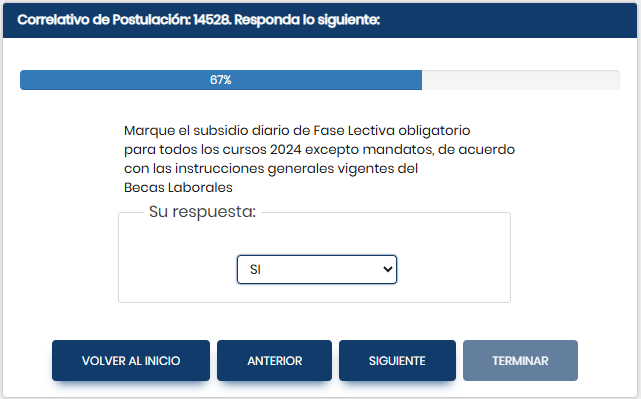 Correlativo de Postulación: 14528. Responda lo siguiente:
67%
Marque el subsidio diario de Fase Lectiva obligatorio
para todos los cursos 2024 excepto mandatos, de acuerdo
con las instrucciones generales vigentes del
Becas Laborales
Su respuesta:
SI
VOLVER AL INICIO ANTERIOR SIGUIENTE TERMINAR